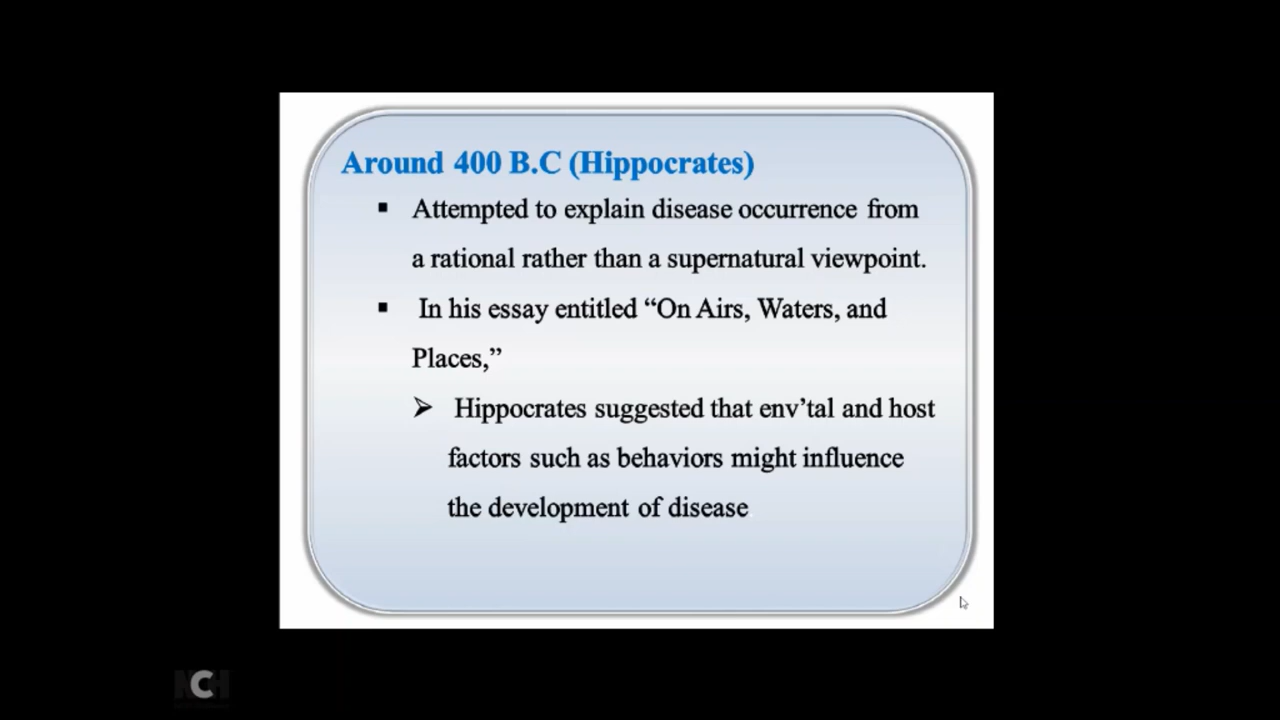 Around 400 B.C (Hippocrates)
▪ Attempted to explain disease occurrence from
a rational rather than a supernatural viewpoint.
▪ In his essay entitled “On Airs, Waters, and
Places,”
➢ Hippocrates suggested that env’tal and host
factors such as behaviors might influence
the development of disease
NCH